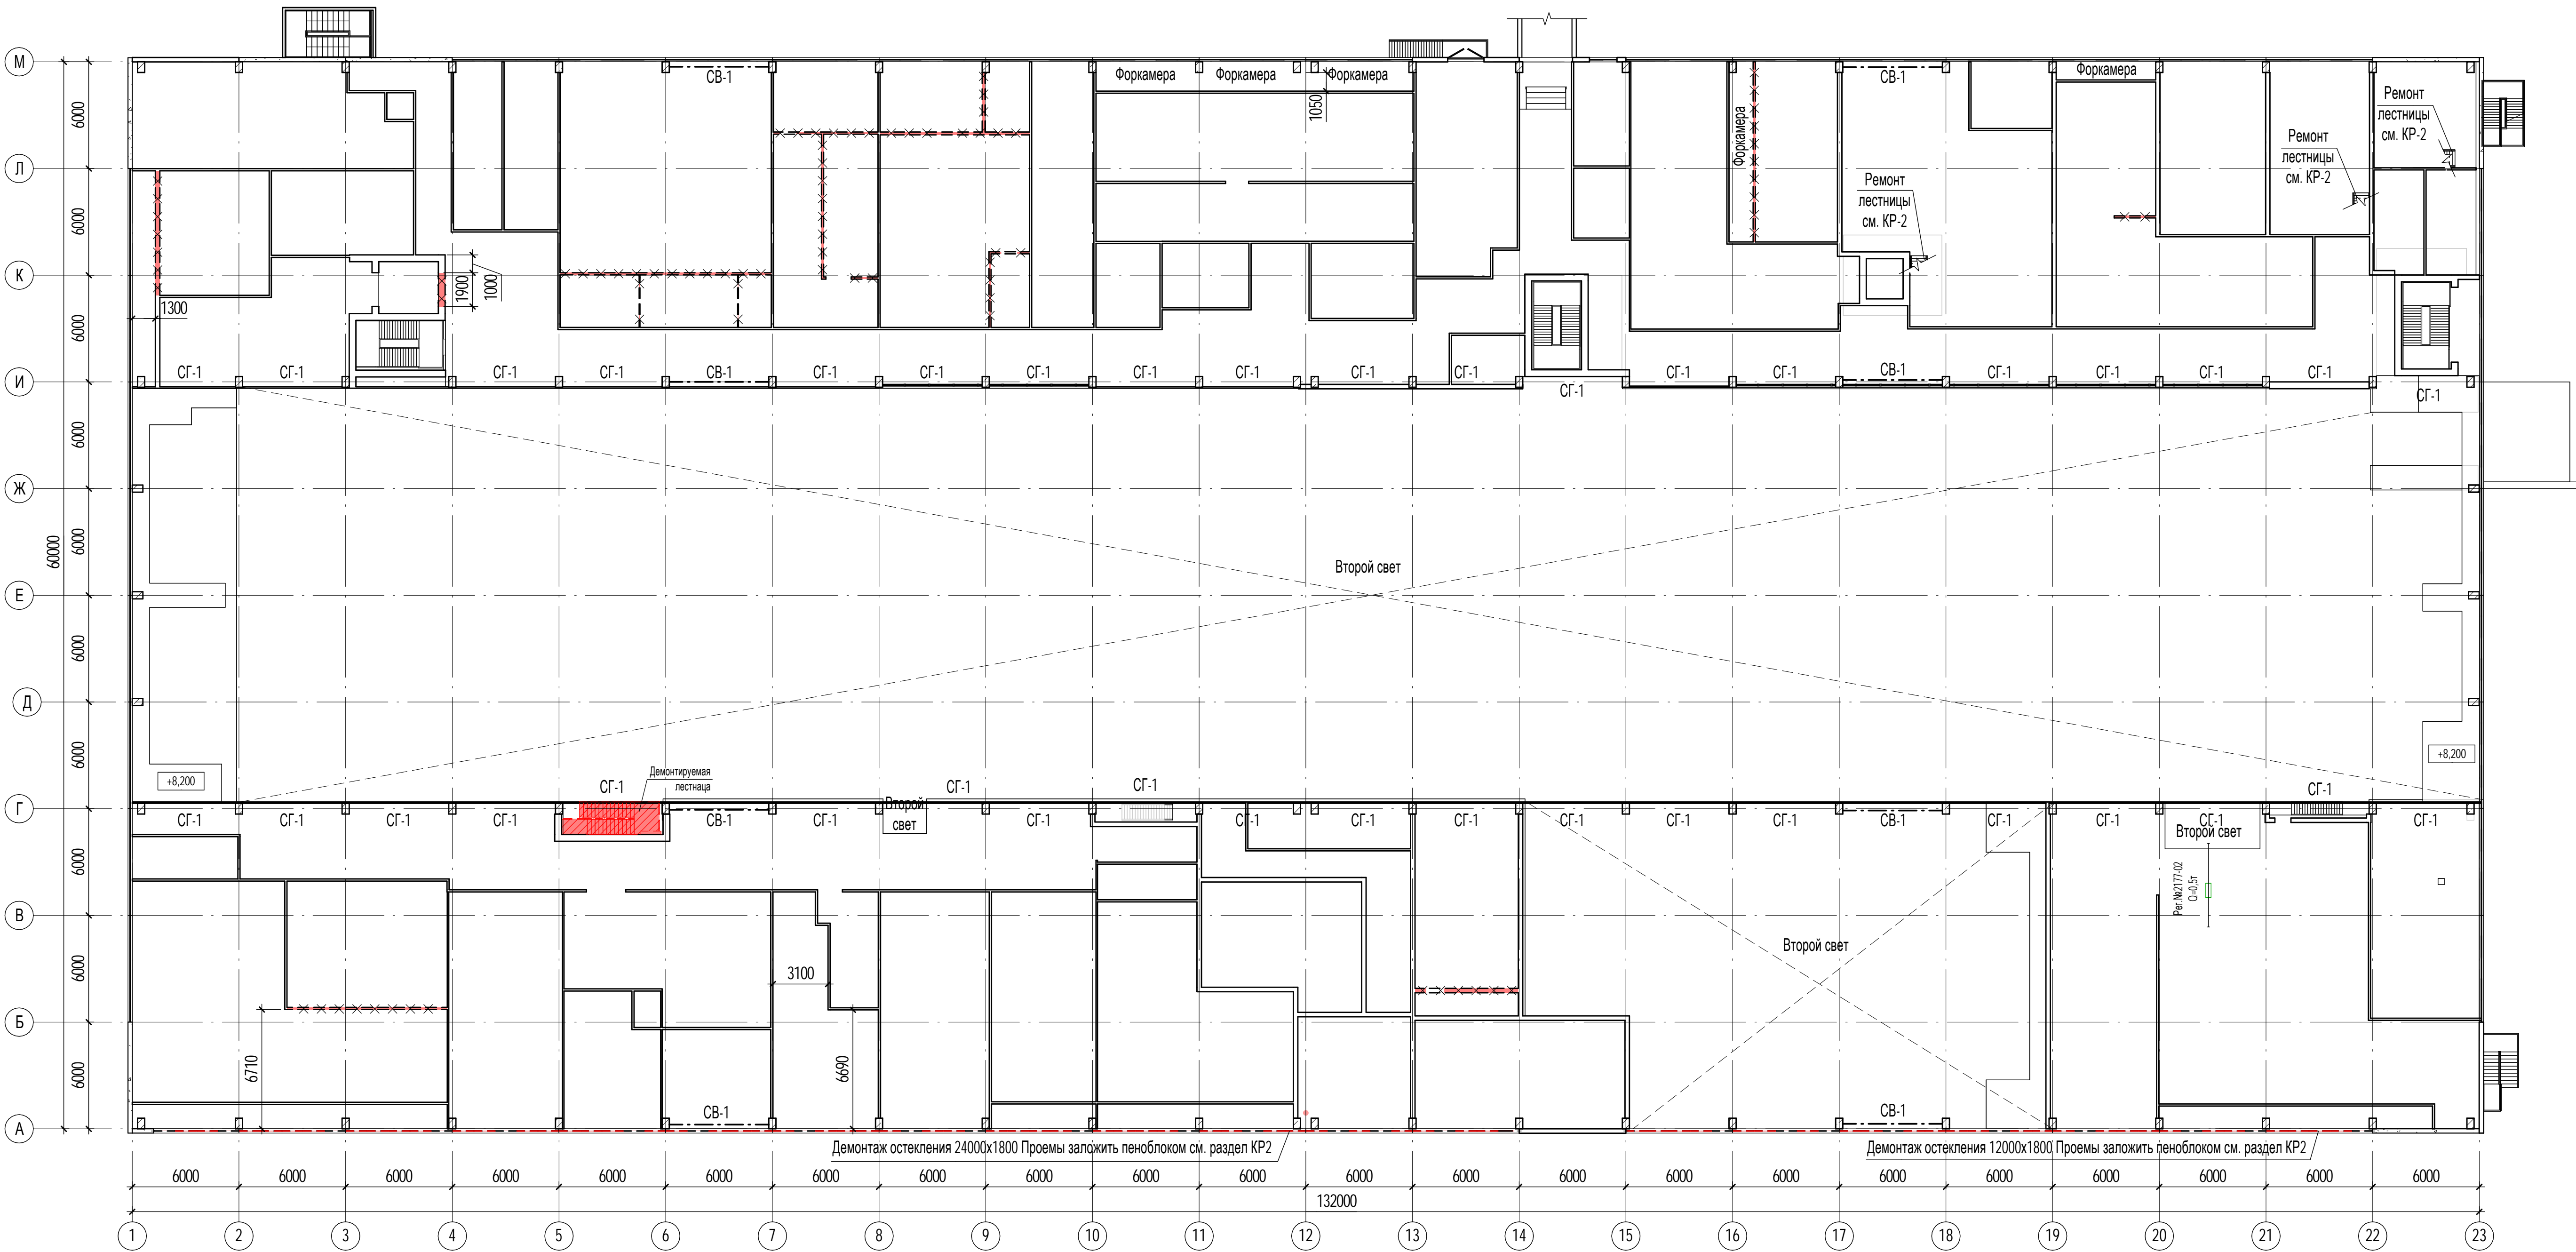 М
СВ-1
Форкамера
Форкамера
Форкамера
СВ-1
Форкамера
1050
Форкамера
Ремонт
лестницы
см. КР-2
Ремонт
лестницы
см. КР-2
Ремонт
лестницы
см. КР-2
6000
Л
6000
К
1900
1000
1300
6000
И
СГ-1
СГ-1
СГ-1
СГ-1
СВ-1
СГ-1
СГ-1
СГ-1
СГ-1
СГ-1
СГ-1
СГ-1
СГ-1
СГ-1
СГ-1
СВ-1
СГ-1
СГ-1
СГ-1
СГ-1
СГ-1
6000
Ж
60000
6000
Второй свет
Е
6000
Д
6000
+8,200
+8,200
СГ-1
Демонтируемая
лестнаца
СГ-1
СГ-1
СГ-1
Г
СГ-1
СГ-1
СГ-1
СГ-1
СВ-1
СГ-1
Второй
свет
СГ-1
СГ-1
СГ-1
СГ-1
СГ-1
СГ-1
СГ-1
СВ-1
СГ-1
СГ-1
СГ-1
Второй свет
СГ-1
6000
Рег.№2177-02
Q=0,5т
В
Второй свет
6000
3100
Б
6710
6690
6000
СВ-1
СВ-1
А
Демонтаж остекления 24000х1800 Проемы заложить пеноблоком см. раздел КР2
Демонтаж остекления 12000х1800 Проемы заложить пеноблоком см. раздел КР2
6000 6000 6000 6000 6000 6000 6000 6000 6000 6000 6000 6000 6000 6000 6000 6000 6000 6000 6000 6000 6000 6000
132000
1 2 3 4 5 6 7 8 9 10 11 12 13 14 15 16 17 18 19 20 21 22 23